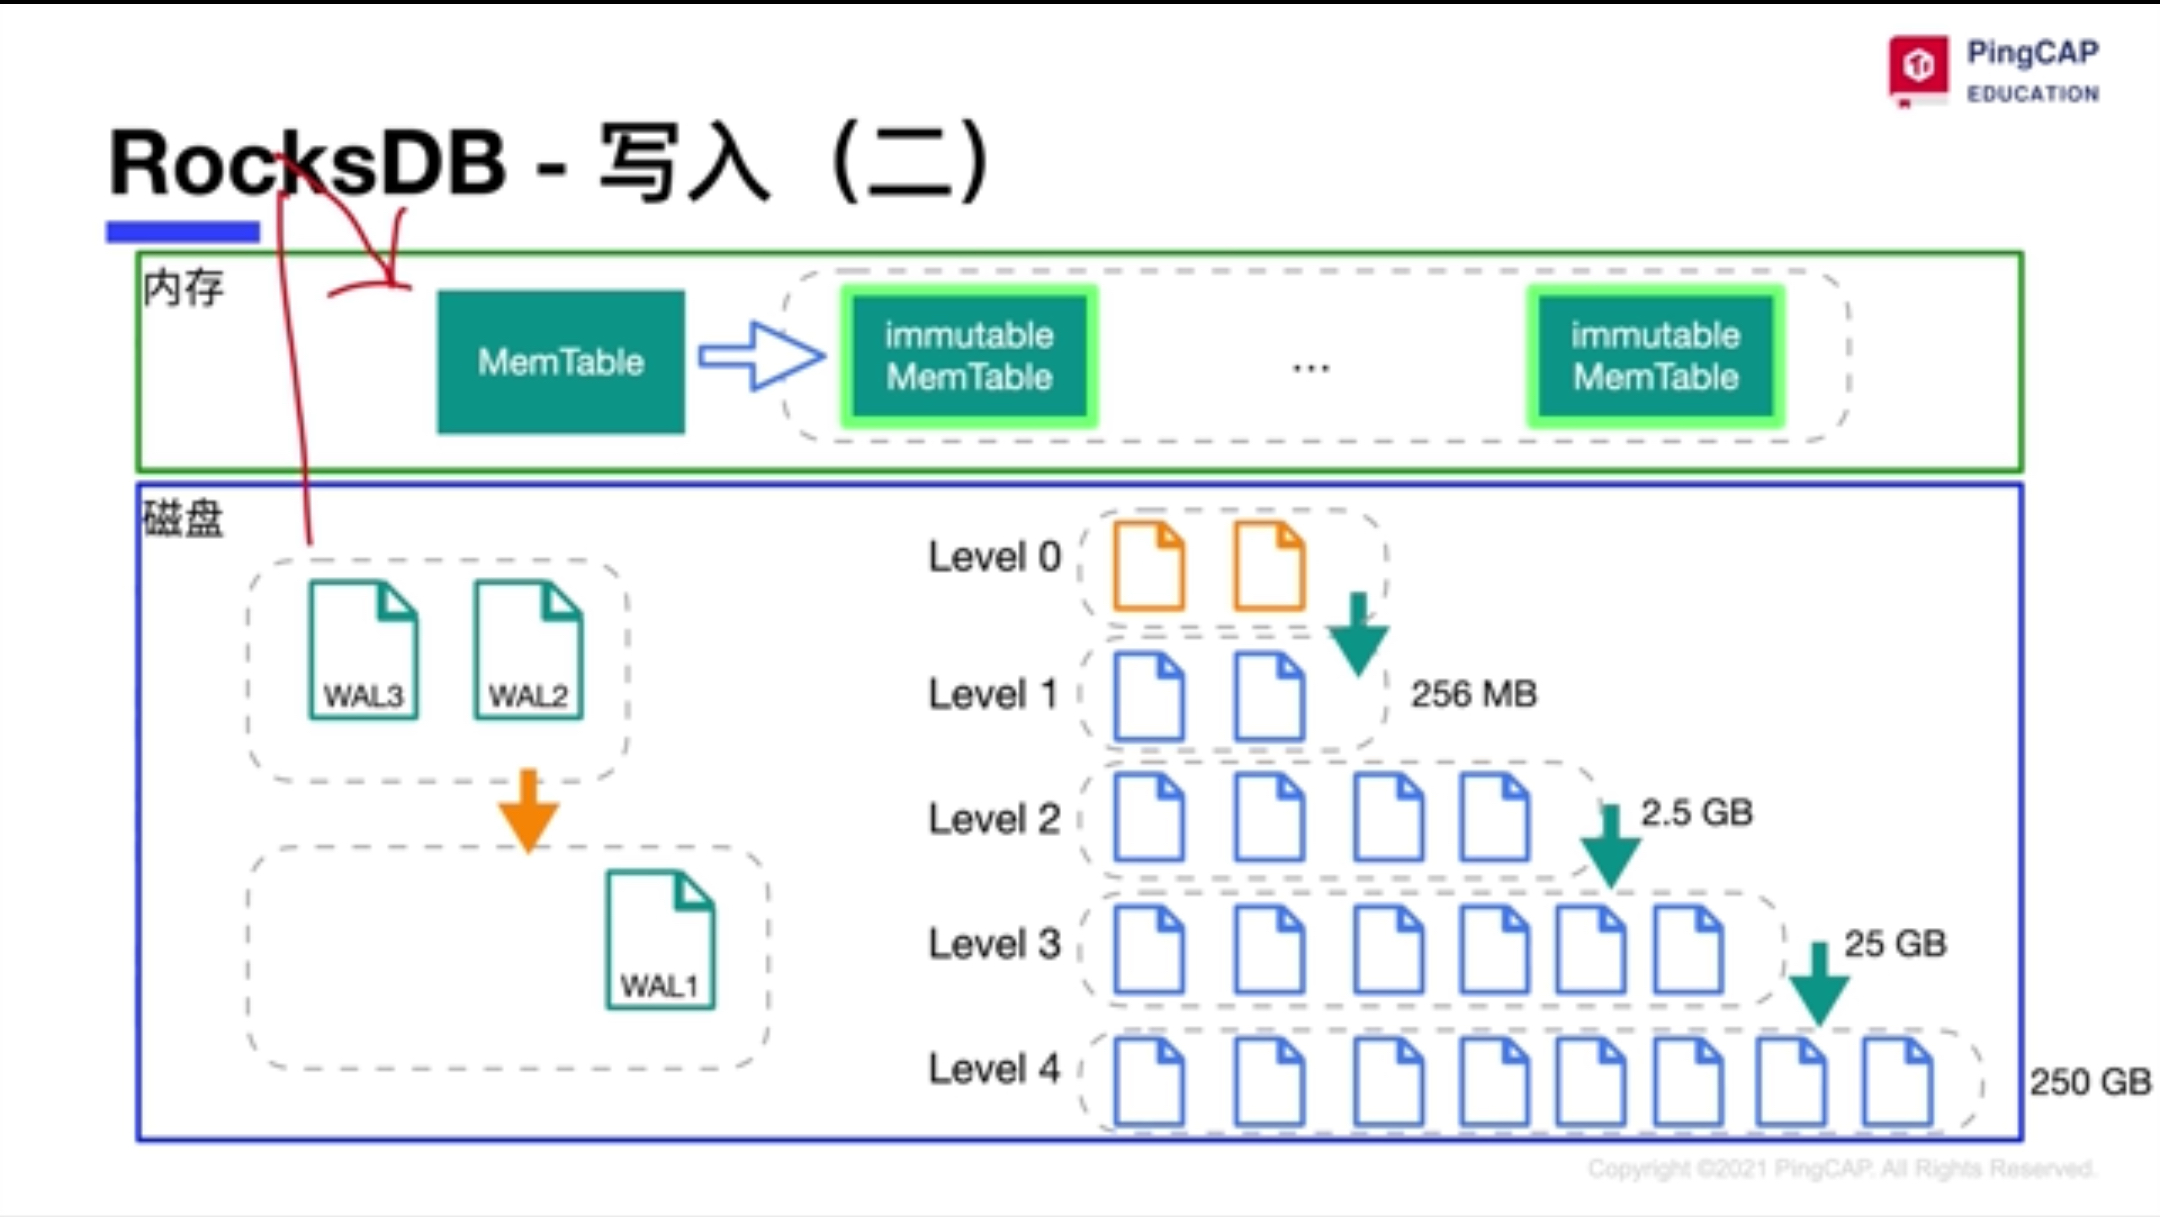 PingCAP
EDUCATION
RocksDB - 写入（二）
内存
MemTable
immutable
MemTable
...
immutable
MemTable
磁盘
WAL3
WAL2
WAL1
Level 0
Level 1
256 MB
Level 2
2.5 GB
Level 3
25 GB
Level 4
250 GB
Copyright ©2021 PingCAP. All Rights Reserved.